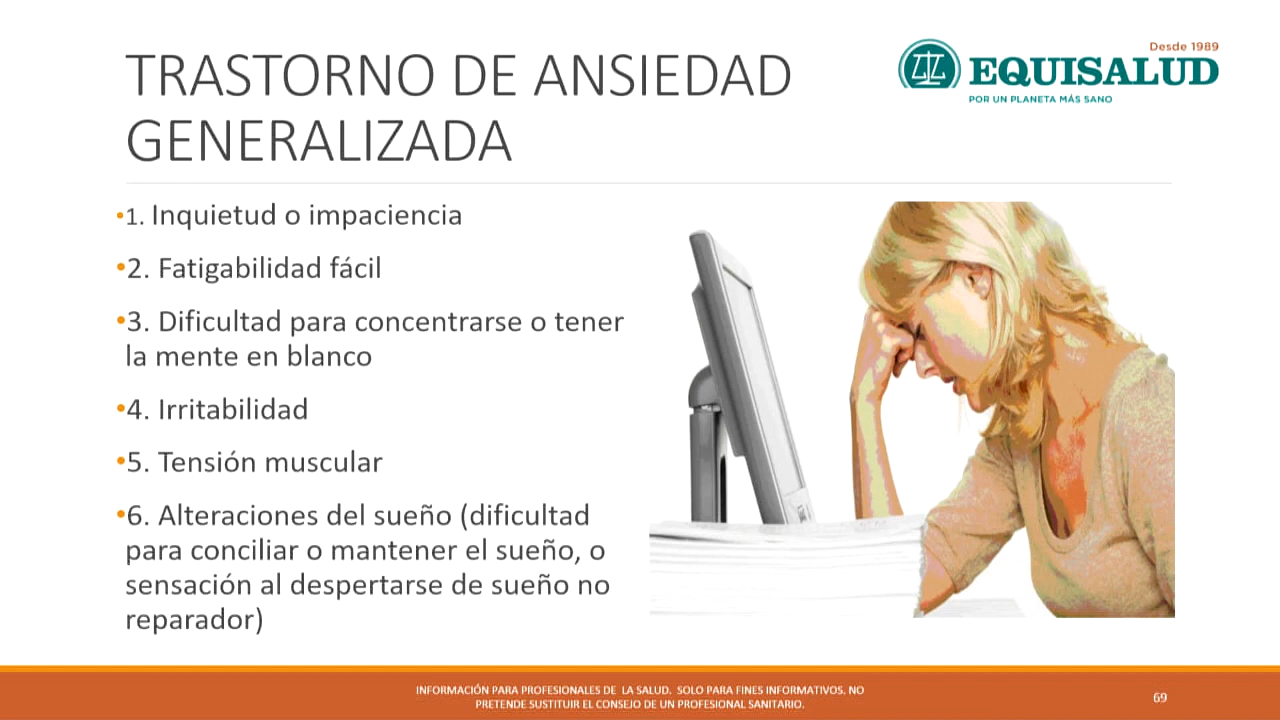 TRASTORNO DE ANSIEDAD
GENERALIZADA
Desde 1989
EQUISALUD
POR UN PLANETA MÁS SANO
•1. Inquietud o impaciencia
•2. Fatigabilidad fácil
•3. Dificultad para concentrarse o tener
la mente en blanco
•4. Irritabilidad
•5. Tensión muscular
•6. Alteraciones del sueño (dificultad
para conciliar o mantener el sueño, o
sensación al despertarse de sueño no
reparador)
INFORMACIÓN PARA PROFESIONALES DE LA SALUD. SOLO PARA FINES INFORMATIVOS. NO
PRETENDE SUSTITUIR EL CONSEJO DE UN PROFESIONAL SANITARIO.
69